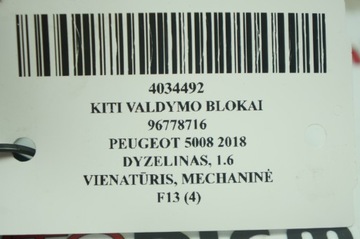 4034492
KITI VALDYMO BLOKAI
96778716
PEUGEOT 5008 2018
DYZELINAS, 1.6
VIENATŪRIS, MECHANINĖ
F13 (4)